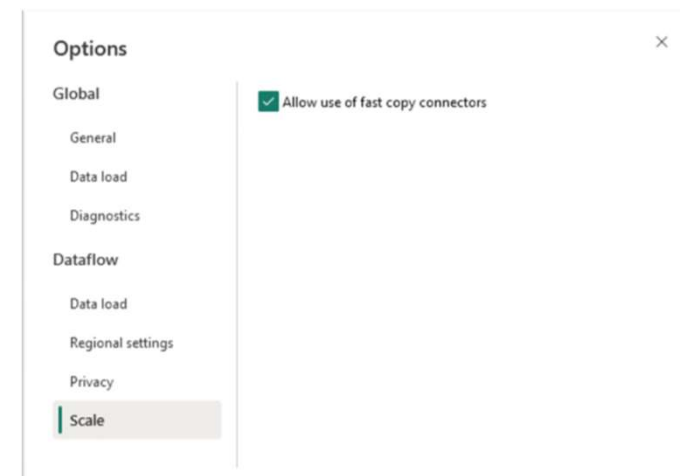 Options
Global
General
Data load
Diagnostics
Dataflow
Data load
Regional settings
Privacy
Scale
Allow use of fast copy connectors